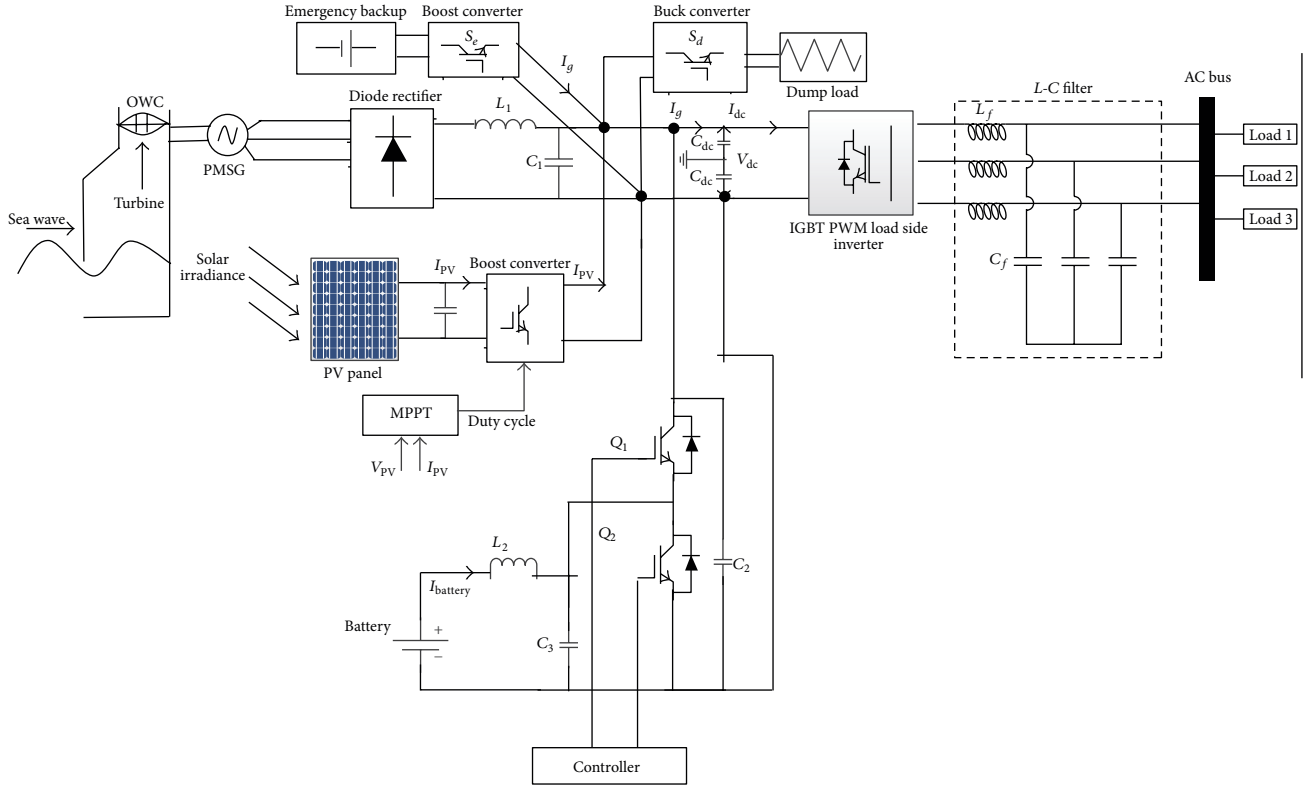 Emergency backup
Boost converter
Buck converter
S_e
S_d
I_g
Dump load
AC bus
L-C filter
OWC
Diode rectifier
L_1
I_g
I_dc
L_f
C_dc
C_1
V_dc
C_dc
PMSG
Load 1
Load 2
Load 3
Turbine
Sea wave
IGBT PWM load side
inverter
Solar
irradiance
I_PV
Boost converter
I_PV
C_f
PV panel
MPPT
Duty cycle
V_PV
I_PV
Q_1
Q_2
L_2
I_battery
C_2
Battery
+
−
C_3
Controller